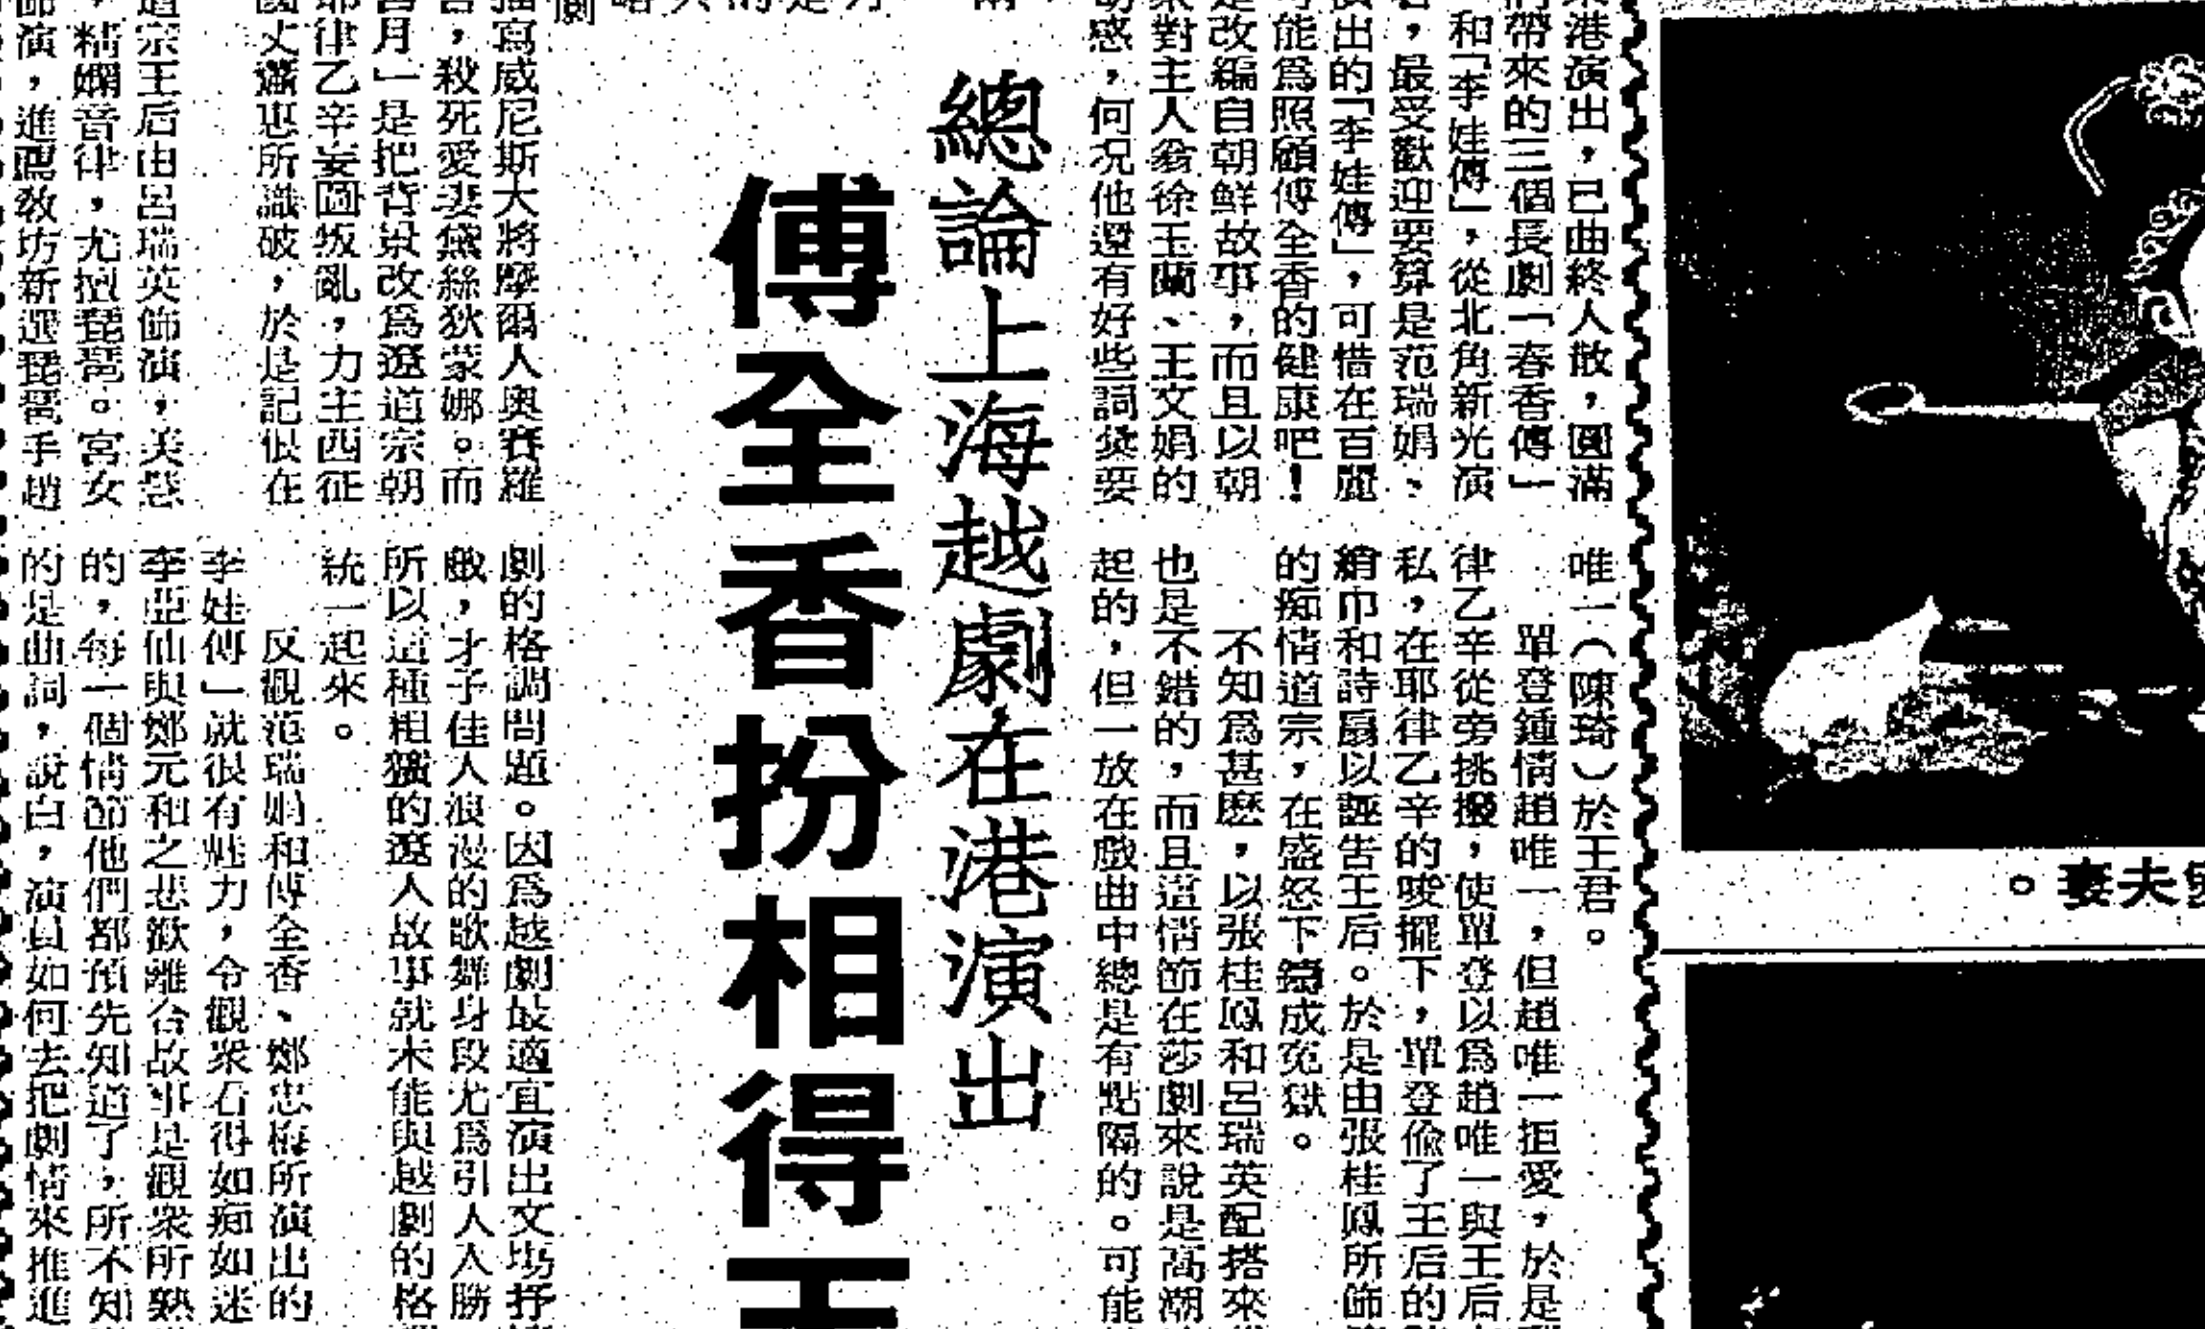 來港演出，已曲終人散，圓滿
們帶來的三個長劇「春香傳」
和「李娃傳」，從北角新光演
，最受歡迎要算是范瑞娟、
演出的「李娃傳」，可惜在百麗
可能爲照顧傅全香的健康吧！
是改編自朝鮮故事，而且以朝
衆對主人翁徐玉蘭、王文娟的
動感，何况他還有好些詞
要
唯一（陳琦）於王君。
單登鍾情趙唯一，但趙唯一拒愛，於是
律乙辛從旁挑撥，使單登以爲趙唯一與王后
私，在耶律乙辛的唆擺下，單登偷了王后的
綃巾和詩扇以誣告王后。於是由張桂鳳所飾
的痴情道宗，在盛怒下鑄成寃獄。
不知爲甚麽，以張桂鳳和呂瑞英配搭來
也是不錯的，而且這情節在莎劇來說是高潮
起的，但一放在戲曲中總是有點隔的。可能
總論上海越劇在港演出
傅全香扮相得
劇
描寫威尼斯大將摩爾人奥賽羅
，殺死愛妻黛絲狄蒙娜。而
月」是把背景改爲遼道宗朝
耶律乙辛妄圖叛亂，力主西征
國丈蕭惠所識破，於是記恨在
道宗王后由呂瑞英飾演，美慧
，精嫻音律，尤擅琵琶。宮女
飾演，進薦敎坊新選琵琶手趙
劇的格調問題。因爲越劇最適宜演出文塲抒
戲，才子佳人浪漫的歌舞身段尤爲引人入勝
所以這種粗獷的遼人故事就未能與越劇的格
統一起來。
反觀范瑞娟和傅全香、鄭忠梅所演出的
李娃傳」就很有魅力，令觀衆看得如痴如迷
李亞仙與鄭元和之悲歡離合故事是觀衆所熟
的，每一個情節他們都預先知道了，所不知
的是曲詞，說白，演員如何去把劇情來推進
夫妻。